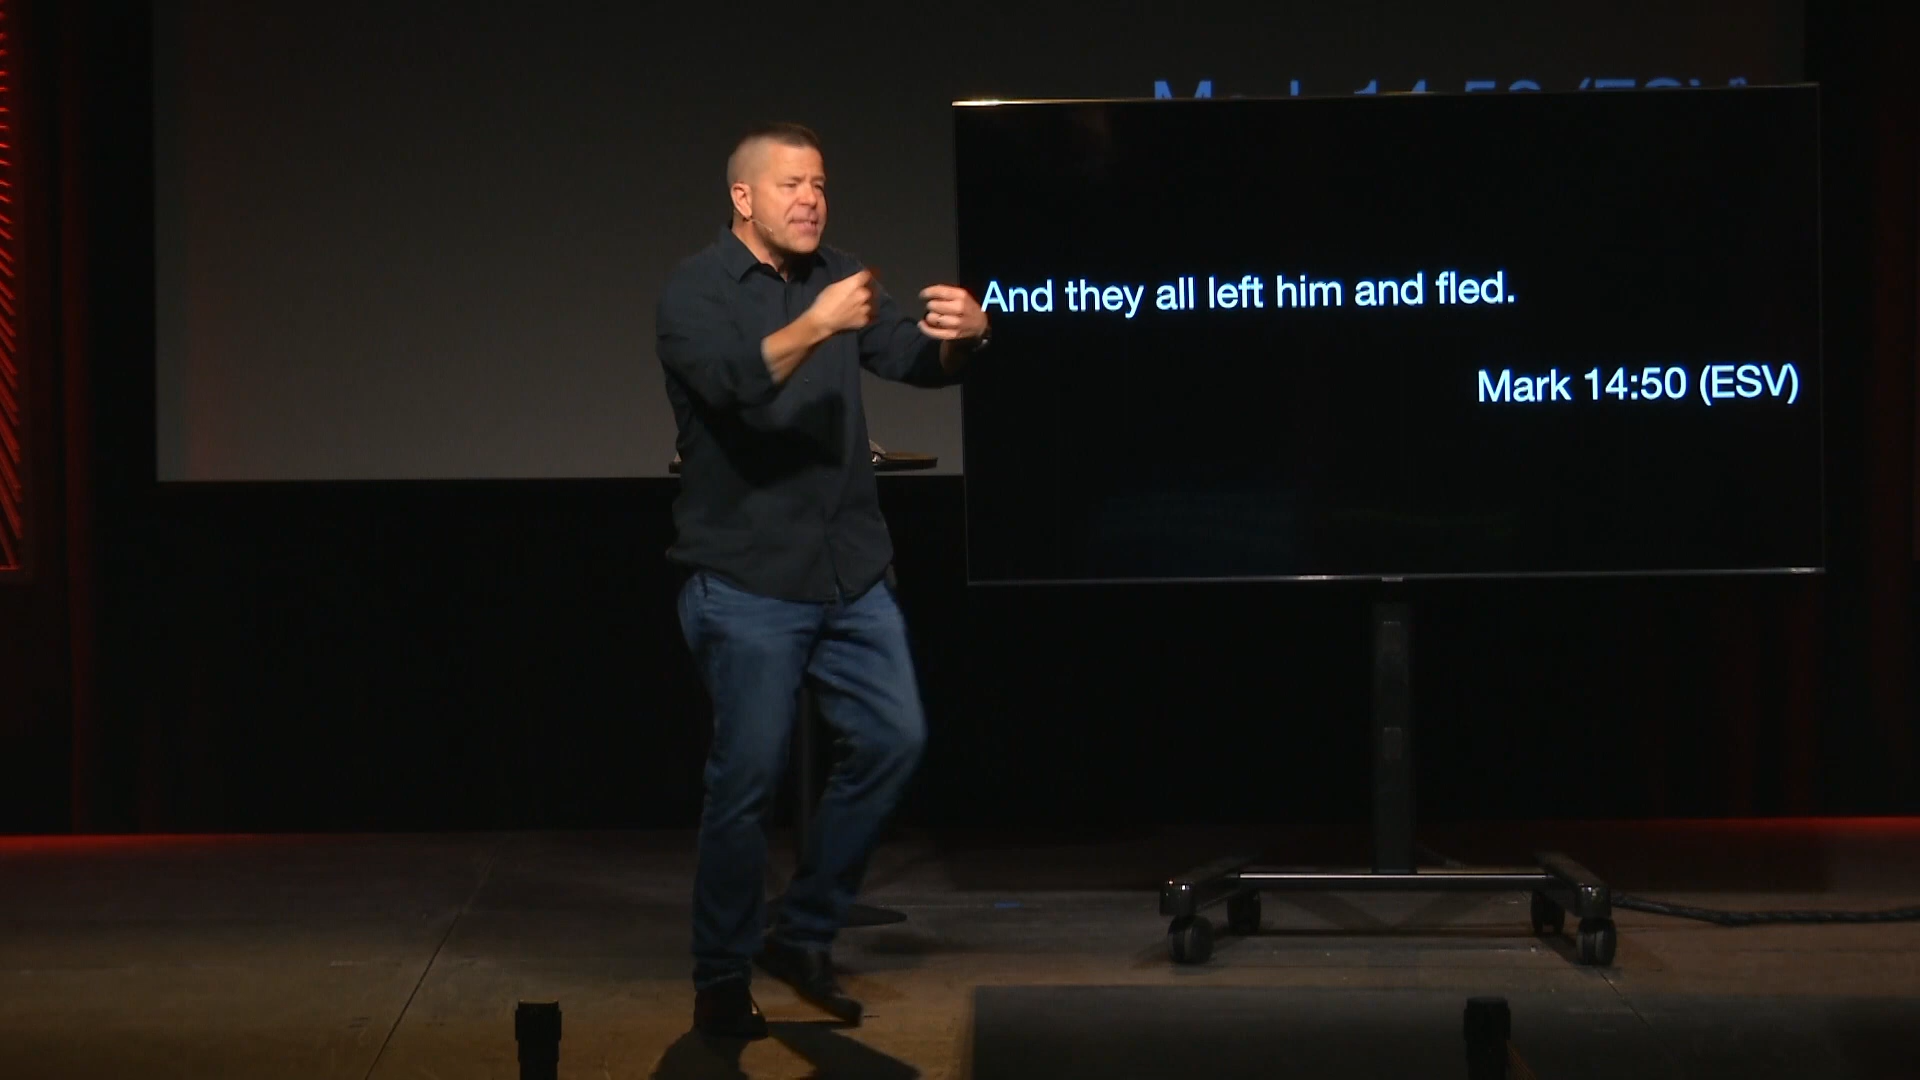 And they all left him and fled.
Mark 14:50 (ESV)